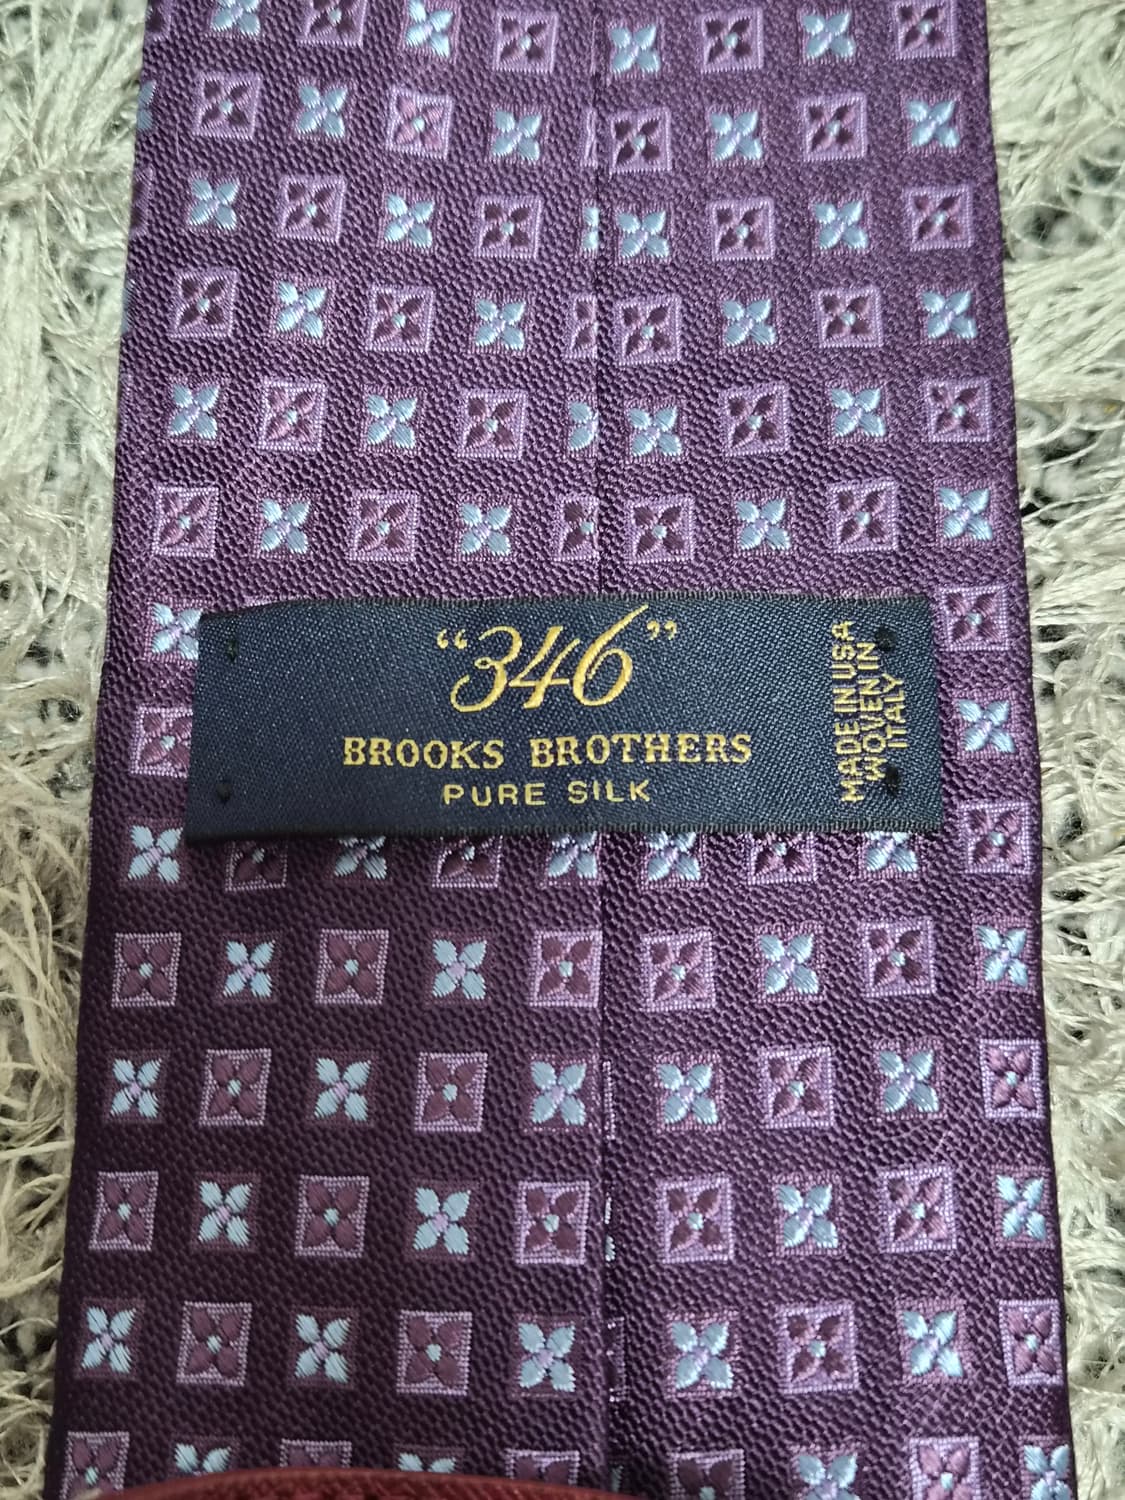 “346”
BROOKS BROTHERS
PURE SILK
MADE IN USA
WOVEN IN
ITALY